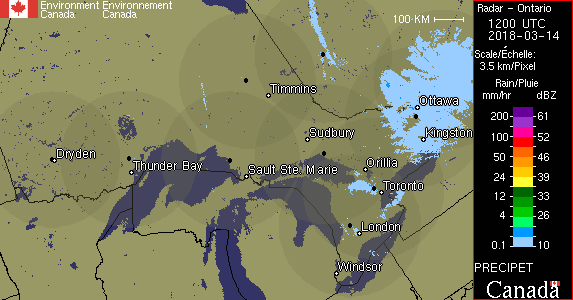 Environment Environnement
Canada Canada
100 KM
Timmins
Ottawa
Sudbury
Kingston
Dryden
Thunder Bay
Sault Ste. Marie
Orillia
Toronto
London
Windsor
Radar - Ontario
1200 UTC
2018-03-14
Scale/Échelle:
3.5 km/Pixel
Rain/Pluie
mm/hr dBZ
200 61
100 52
50 46
24 39
12 33
4 26
0.1 10
PRECIPET
Canada